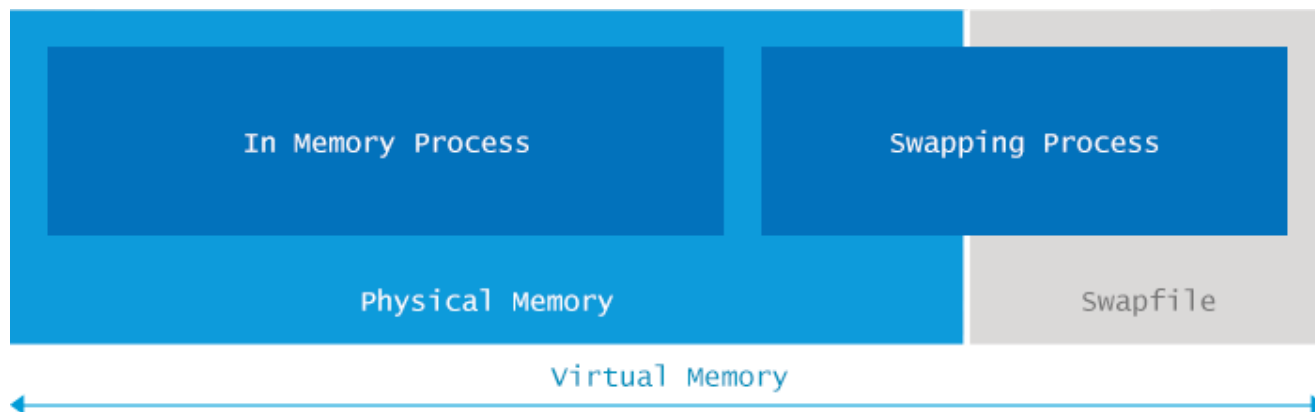 In Memory Process
Swapping Process
Physical Memory
Swapfile
Virtual Memory